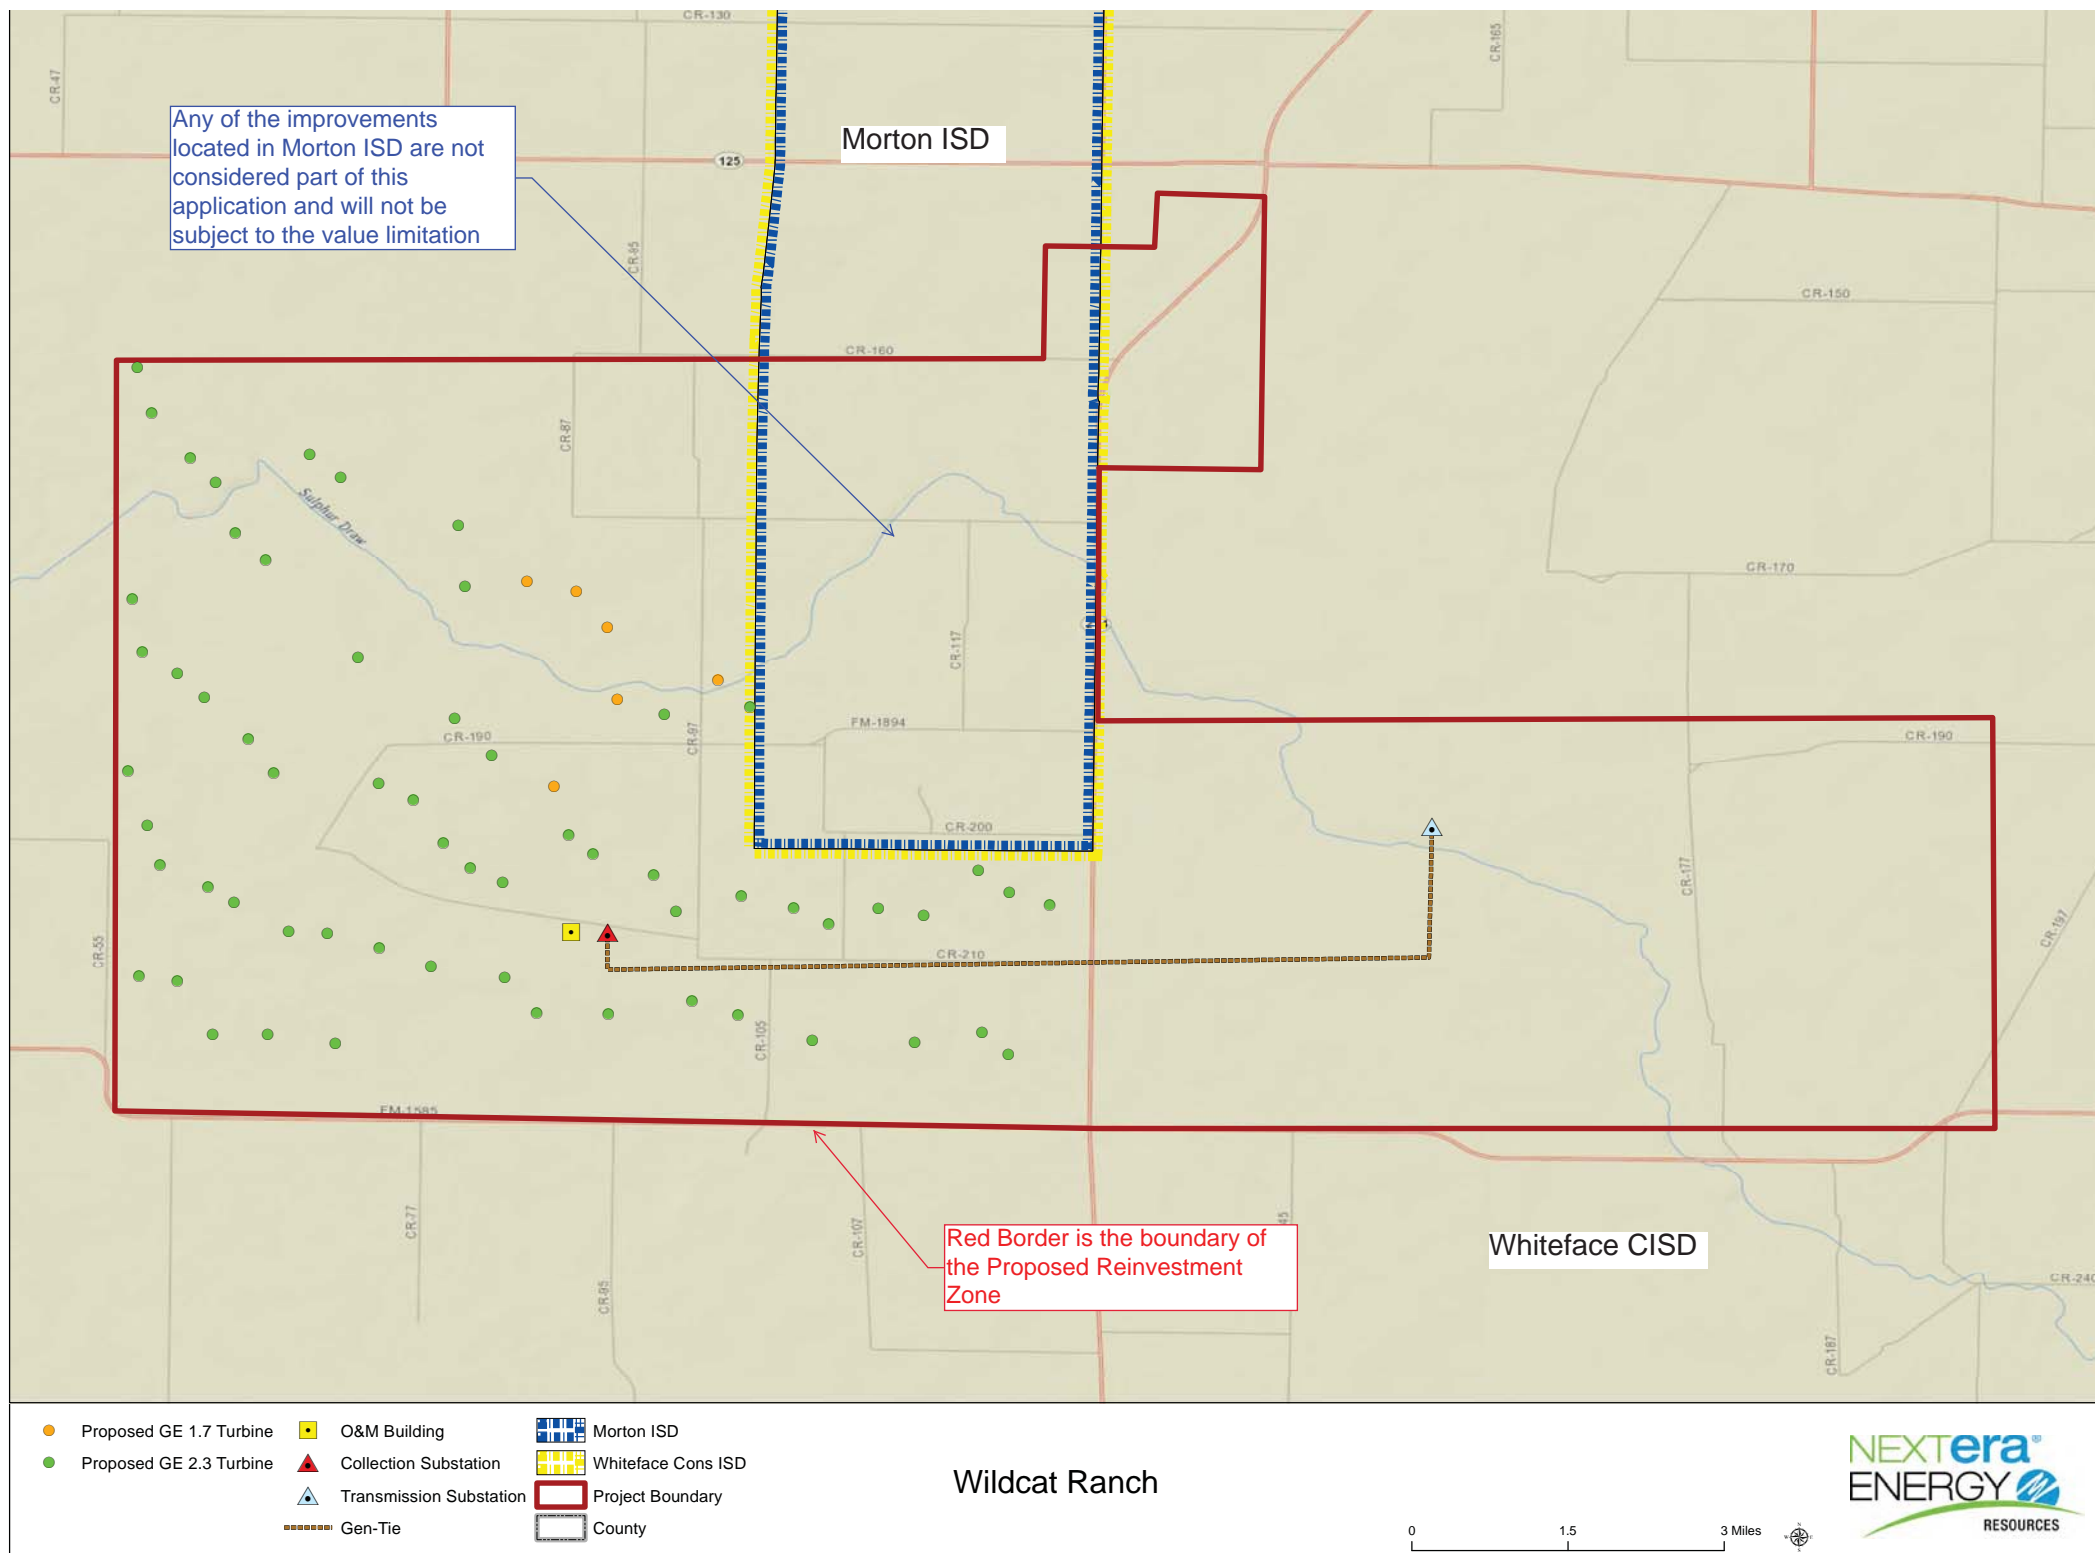 CR-130
CR-47
CR-165
Any of the improvements
located in Morton ISD are not
considered part of this
application and will not be
subject to the value limitation
Morton ISD
125
CR-85
CR-150
CR-160
CR-87
Sulphur Draw
CR-170
CR-117
FM-1894
CR-190
CR-97
CR-190
CR-200
CR-177
CR-55
CR-210
CR-197
CR-105
FM-1585
CR-77
CR-107
45
Red Border is the boundary of
the Proposed Reinvestment
Zone
Whiteface CISD
CR-95
CR-240
CR-187
Proposed GE 1.7 Turbine
Proposed GE 2.3 Turbine
O&M Building
Collection Substation
Transmission Substation
Gen-Tie
Morton ISD
Whiteface Cons ISD
Project Boundary
County
Wildcat Ranch
0 1.5 3 Miles
N
W E
S
NEXTera®
ENERGY
RESOURCES